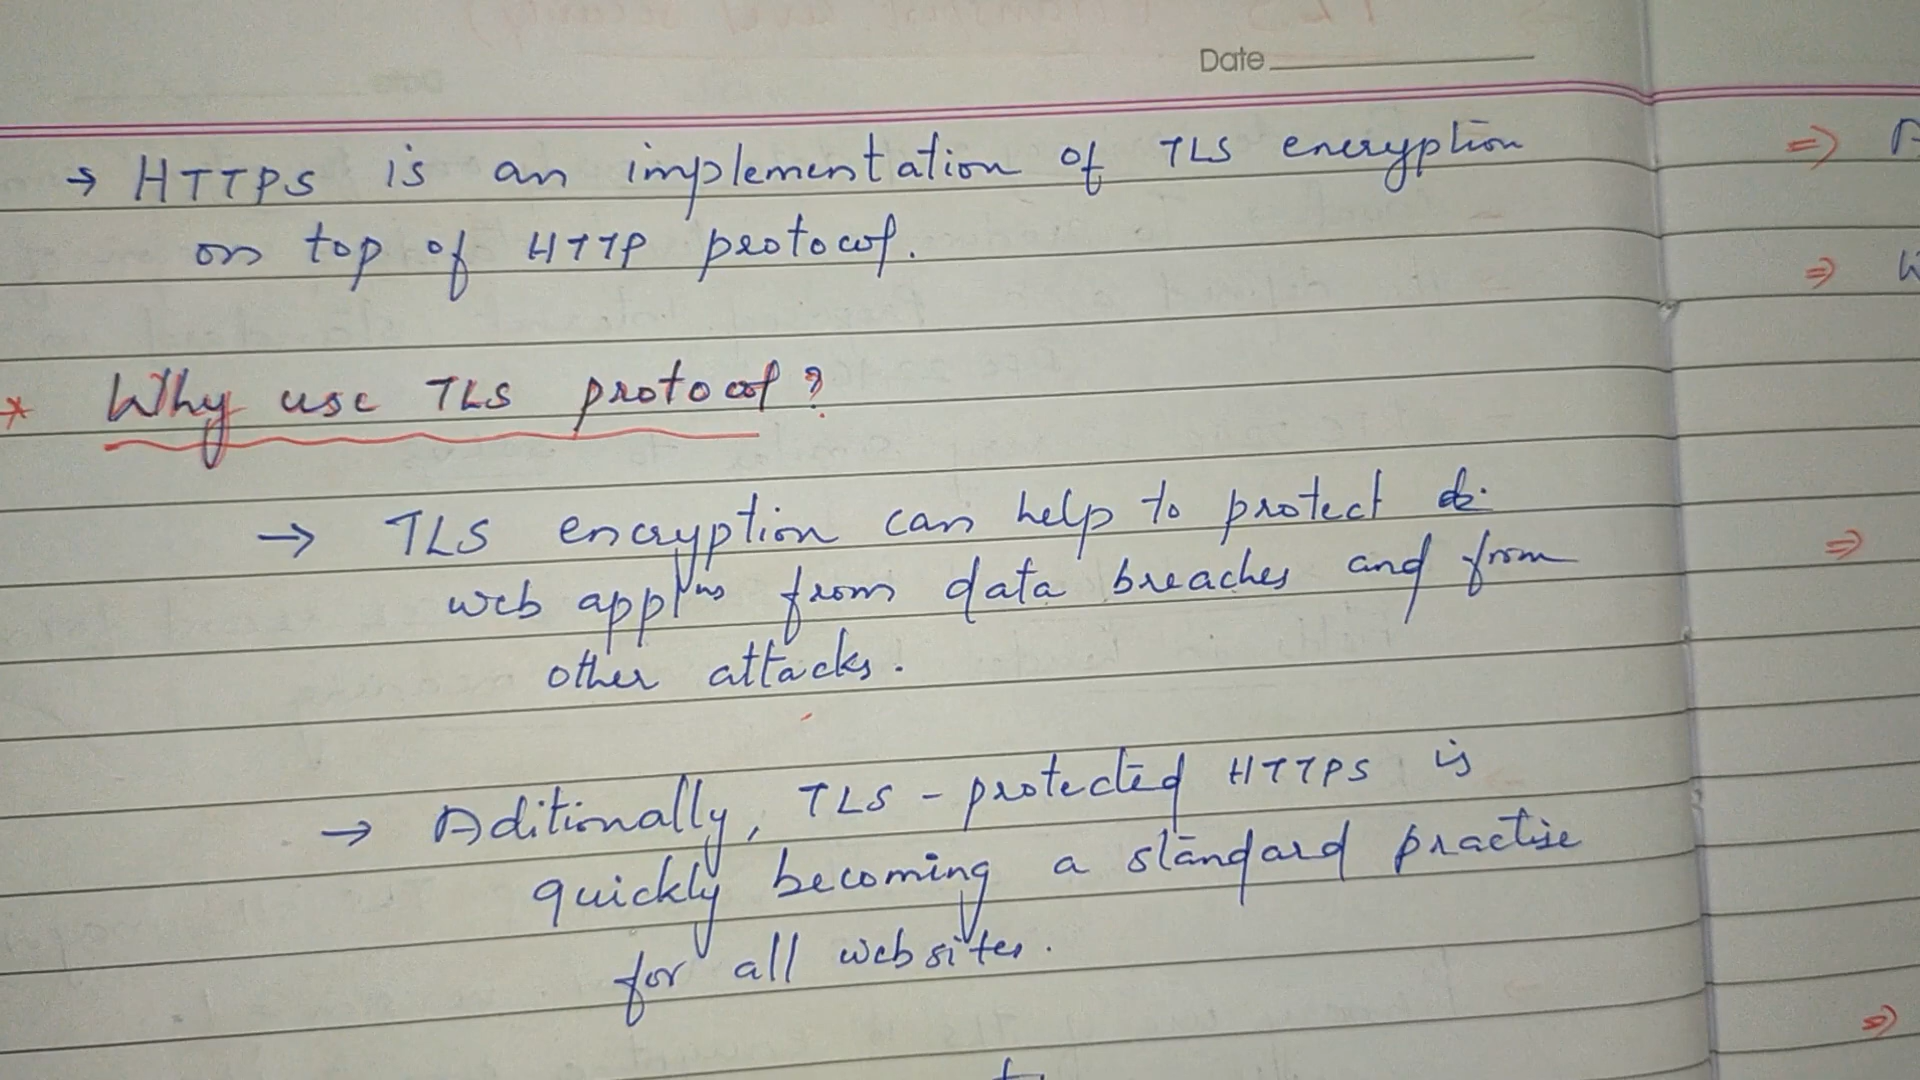 Date
→ HTTPS is an implementation of TLS encryption
on top of HTTP protocol.
* Why use TLS protocol?
→ TLS encryption can help to protect
web applns from data breaches and from
other attacks.
→ Aditionally, TLS - protected HTTPS is
quickly becoming a standard practise
for all websites.